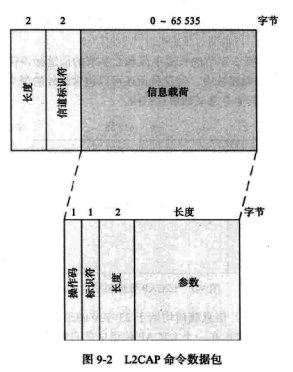 2 2 0 ~ 65 535 字节
长度 信道标识符 信息载荷
1 1 2 长度 字节
操作码 标识符 长度 参数
图 9-2 L2CAP 命令数据包